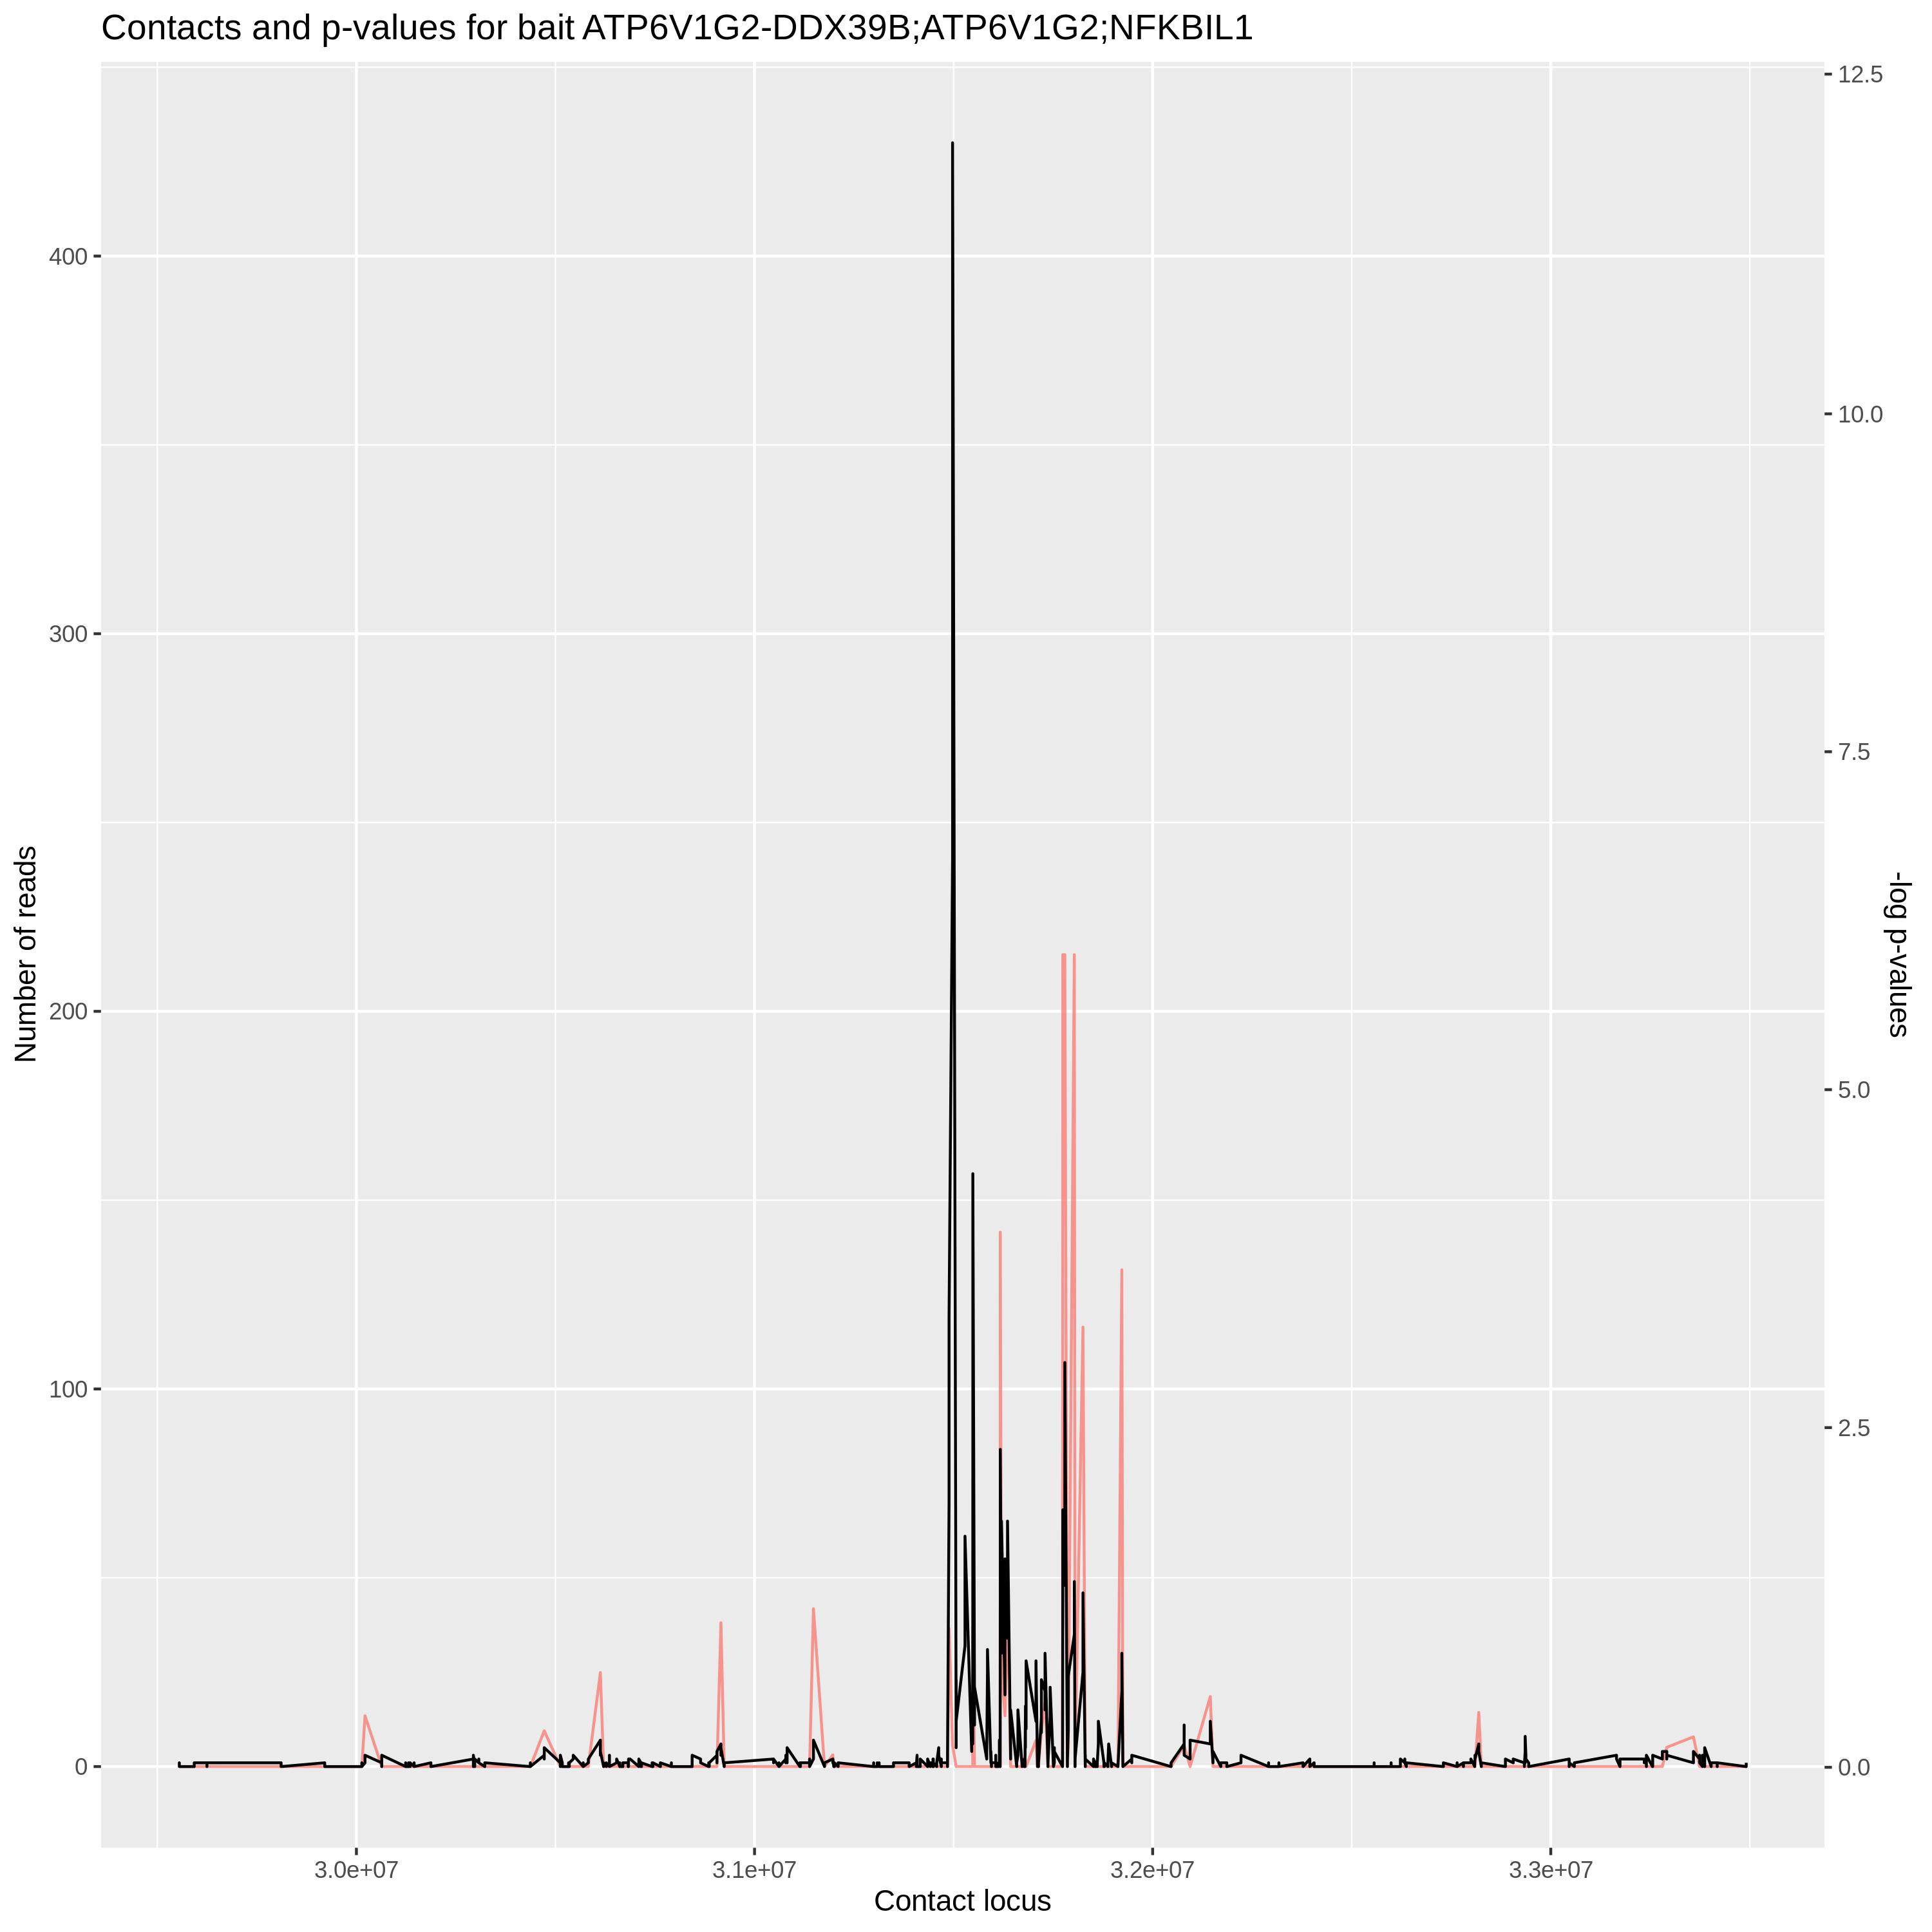 Contacts and p-values for bait ATP6V1G2-DDX39B;ATP6V1G2;NFKBIL1
12.5
400
10.0
300
7.5
Number of reads
-log p-values
200
5.0
100
2.5
0
0.0
3.0e+07
3.1e+07
3.2e+07
3.3e+07
Contact locus